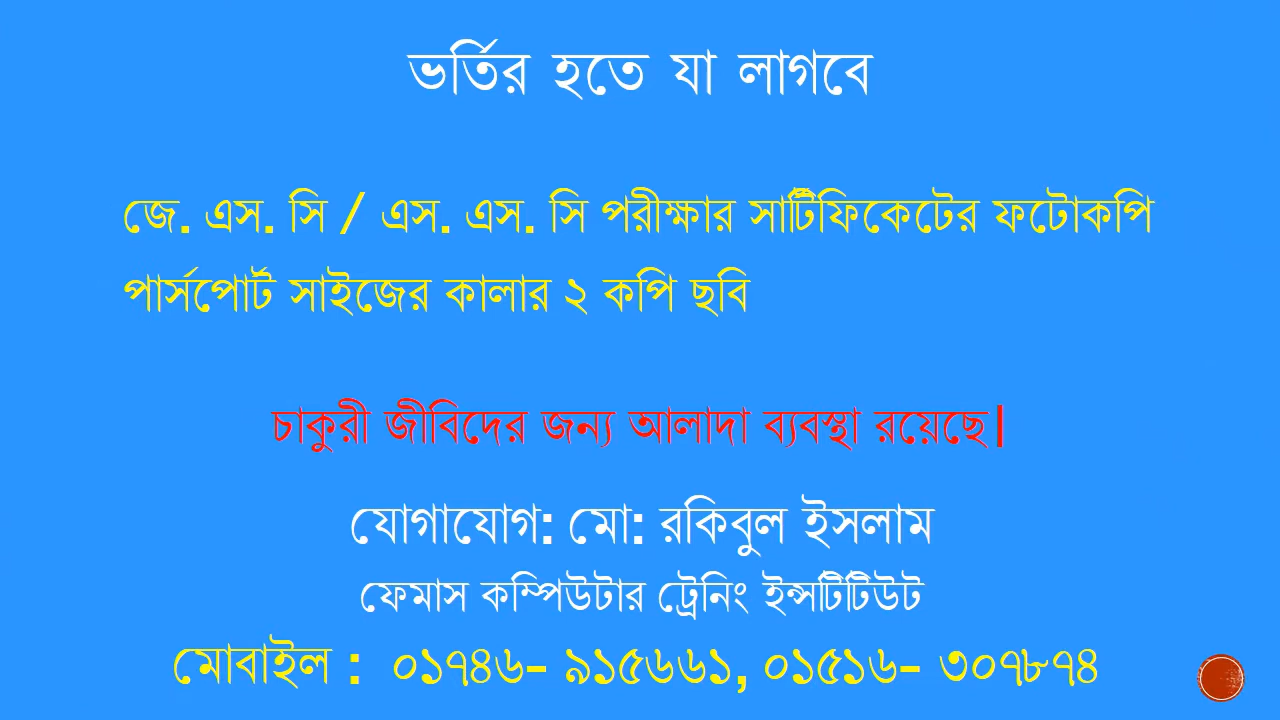 ভর্তির হতে যা লাগবে
জে. এস. সি / এস. এস. সি পরীক্ষার সার্টিফিকেটের ফটোকপি
পার্সপোর্ট সাইজের কালার ২ কপি ছবি
চাকুরী জীবিদের জন্য আলাদা ব্যবস্থা রয়েছে|
যোগাযোগ: মো: রকিবুল ইসলাম
ফেমাস কম্পিউটার ট্রেনিং ইন্সটিটিউট
মোবাইল : ০১৭৪৬- ৯১৫৬৬১, ০১৫১৬- ৩০৭৮৭৪